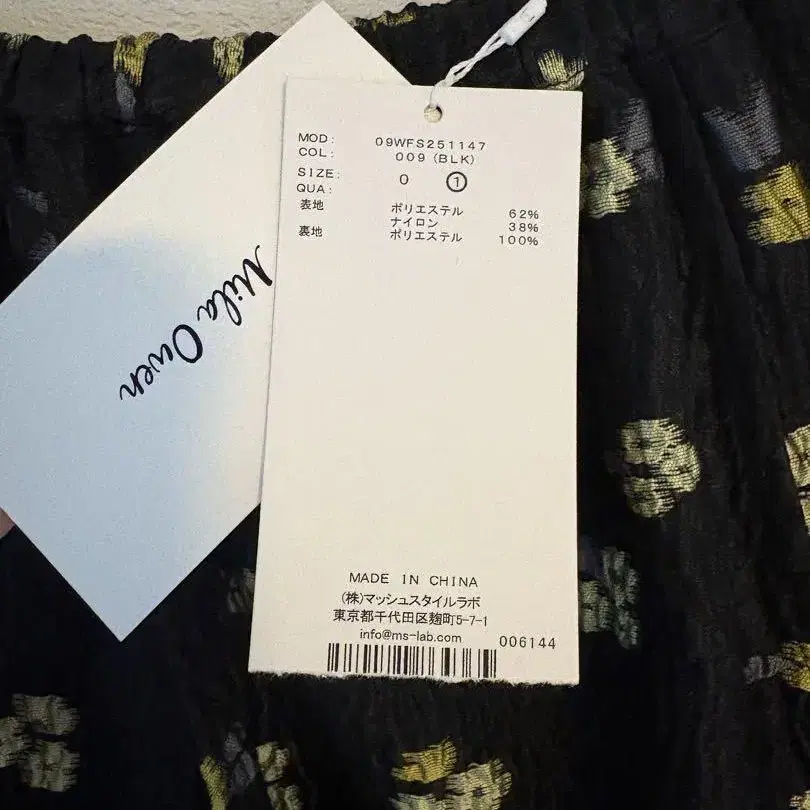 Mila Owen
MOD: 09WFS251147
COL: 009 (BLK)
SIZE: 0 ①
QUA:
表地 ポリエステル 62%
ナイロン 38%
裏地 ポリエステル 100%
MADE IN CHINA
(株)マッシュスタイルラボ
東京都千代田区麹町5-7-1
info@ms-lab.com
006144